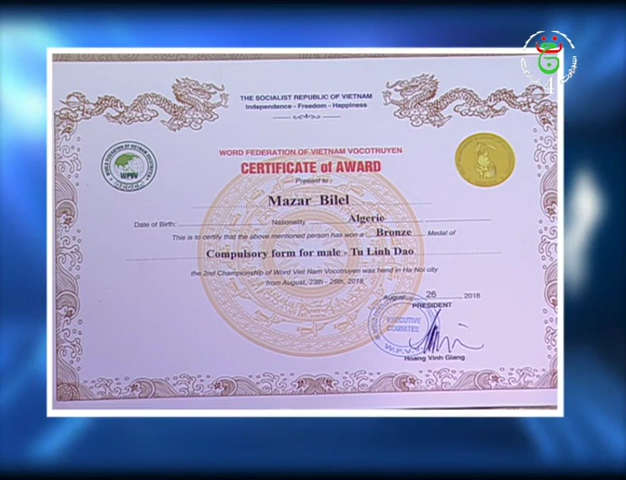 THE SOCIALIST REPUBLIC OF VIETNAM
Independence - Freedom - Happiness
WORD FEDERATION OF VIETNAM VOCOTRUYEN
CERTIFICATE of AWARD
Present to :
Mazar Bilel
Date of Birth: Nationality Algerie
This is to certify that the above mentioned person has won a Bronze Medal of
Compulsory form for male - Tu Linh Dao
the 2nd Championship of Word Viet Nam Vocotruyen was hend in Ha Noi city
from August, 23th - 26th, 2018
August, 26 2018
PRESIDENT
EXECUTIVE
COMMITEE
Hoang Vinh Giang
WFVV
4